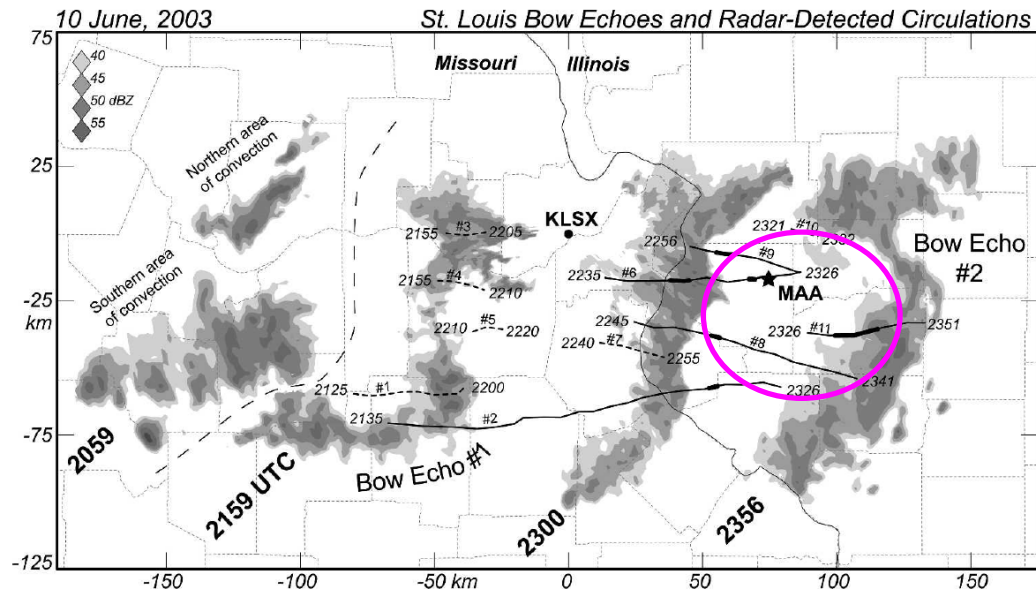 10 June, 2003
St. Louis Bow Echoes and Radar-Detected Circulations
75
25
-25
km
-75
-125
40
45
50 dBZ
55
Missouri
Illinois
Northern area
of convection
Southern area
of convection
KLSX
MAA
Bow Echo
#2
Bow Echo #1
2155 #3 2205
2155 #4 2210
2210 #5 2220
2125 #1 2200
2135 #2 2326
2256 #9 2326
2235 #6
2245 #8 2341
2240 #7 2255
2321 #10 2332
2326 #11 2351
2059
2159 UTC
2300
2356
-150
-100
-50 km
0
50
100
150